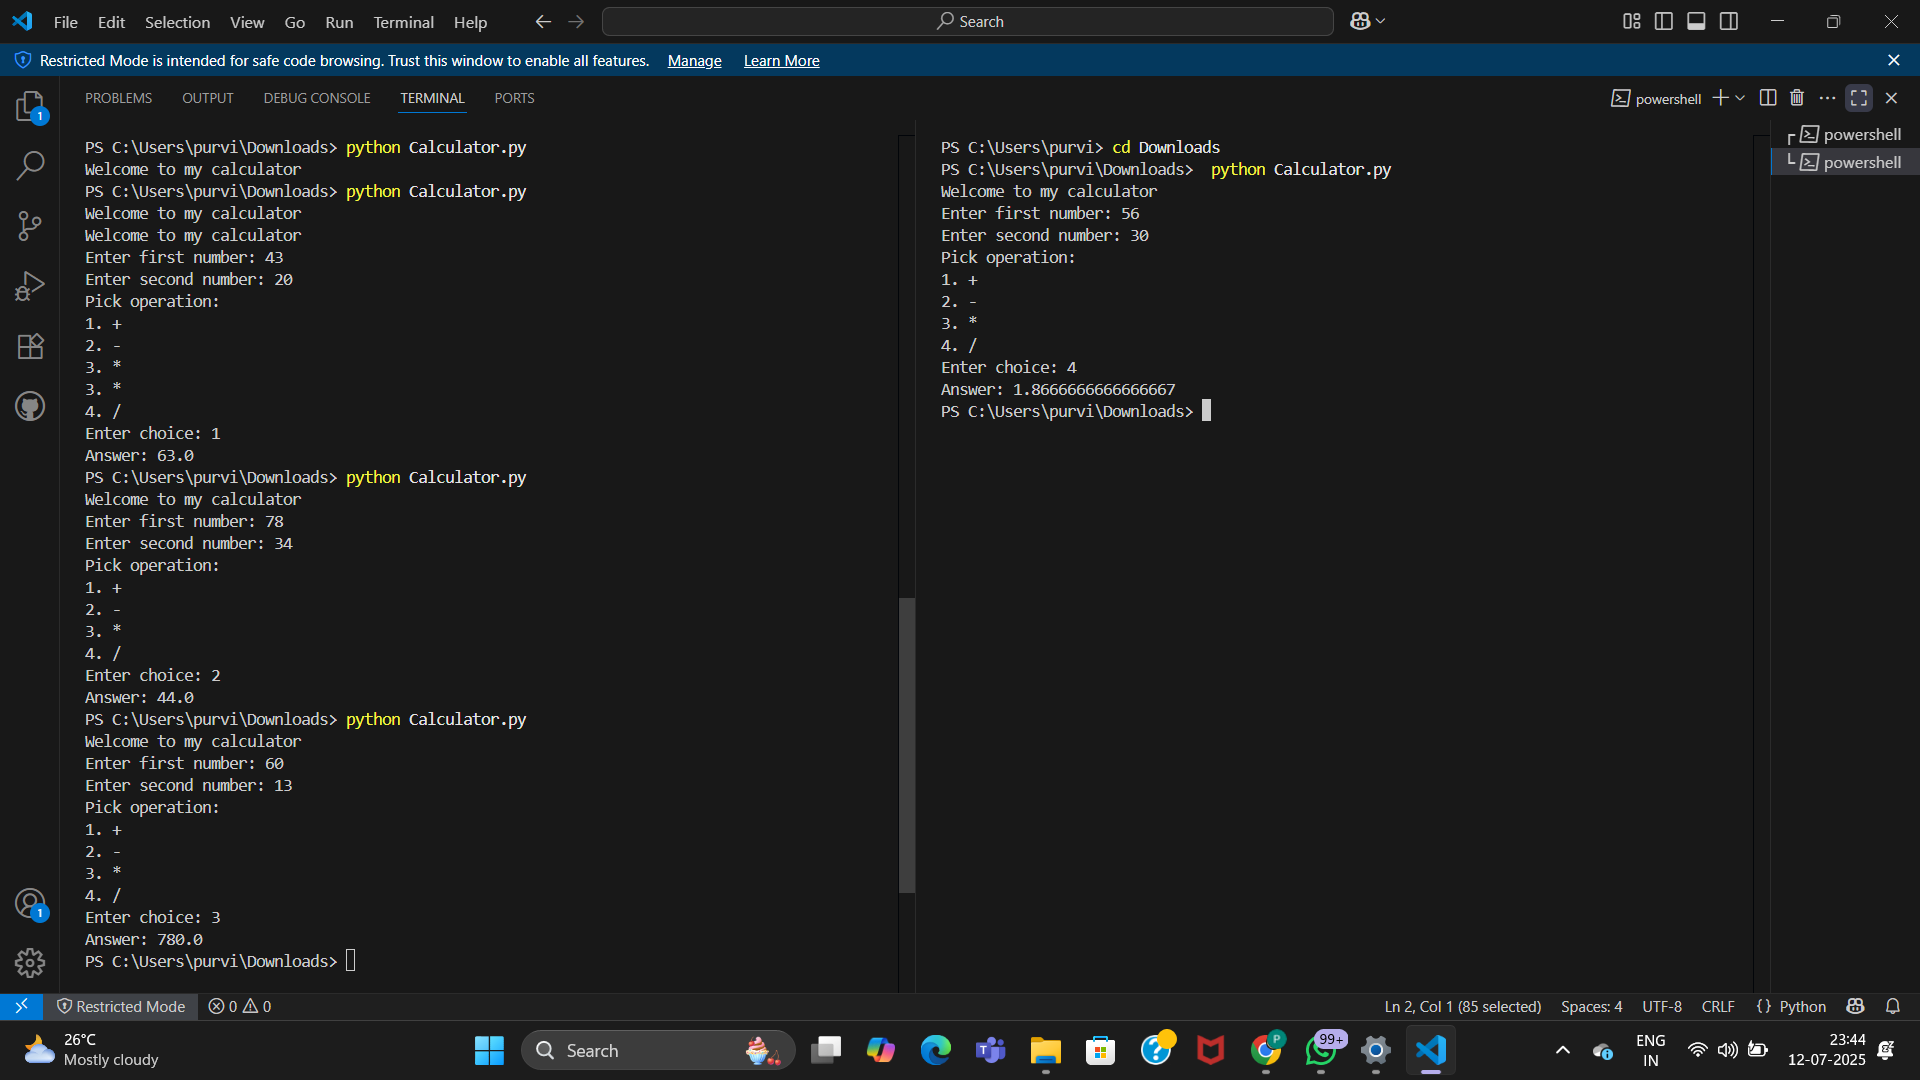 File Edit Selection View Go Run Terminal Help
Search
Restricted Mode is intended for safe code browsing. Trust this window to enable all features. Manage Learn More
PROBLEMS OUTPUT DEBUG CONSOLE TERMINAL PORTS
powershell
1
PS C:\Users\purvi\Downloads> python Calculator.py
Welcome to my calculator
PS C:\Users\purvi\Downloads> python Calculator.py
Welcome to my calculator
Welcome to my calculator
Enter first number: 43
Enter second number: 20
Pick operation:
1. +
2. -
3. *
3. *
4. /
Enter choice: 1
Answer: 63.0
PS C:\Users\purvi\Downloads> python Calculator.py
Welcome to my calculator
Enter first number: 78
Enter second number: 34
Pick operation:
1. +
2. -
3. *
4. /
Enter choice: 2
Answer: 44.0
PS C:\Users\purvi\Downloads> python Calculator.py
Welcome to my calculator
Enter first number: 60
Enter second number: 13
Pick operation:
1. +
2. -
3. *
4. /
Enter choice: 3
Answer: 780.0
PS C:\Users\purvi\Downloads>
PS C:\Users\purvi> cd Downloads
PS C:\Users\purvi\Downloads>  python Calculator.py
Welcome to my calculator
Enter first number: 56
Enter second number: 30
Pick operation:
1. +
2. -
3. *
4. /
Enter choice: 4
Answer: 1.8666666666666667
PS C:\Users\purvi\Downloads>
powershell
powershell
1
Restricted Mode 0 0
Ln 2, Col 1 (85 selected) Spaces: 4 UTF-8 CRLF {} Python
26°C
Mostly cloudy
Search
P
99+
ENG
IN
23:44
12-07-2025